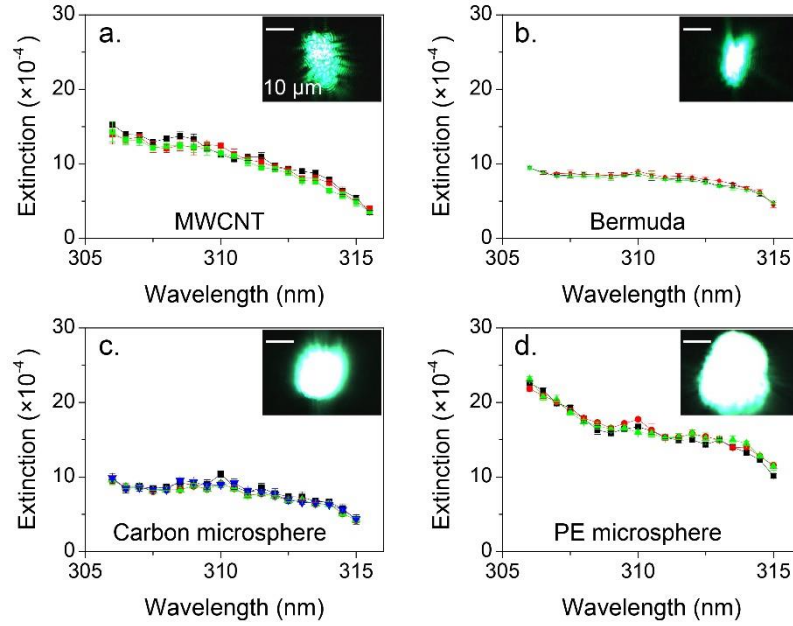 a.
30
20
10
0
Extinction (×10⁻⁴)
10 µm
MWCNT
305 310 315
Wavelength (nm)
b.
30
20
10
0
Extinction (×10⁻⁴)
Bermuda
305 310 315
Wavelength (nm)
c.
30
20
10
0
Extinction (×10⁻⁴)
Carbon microsphere
305 310 315
Wavelength (nm)
d.
30
20
10
0
Extinction (×10⁻⁴)
PE microsphere
305 310 315
Wavelength (nm)